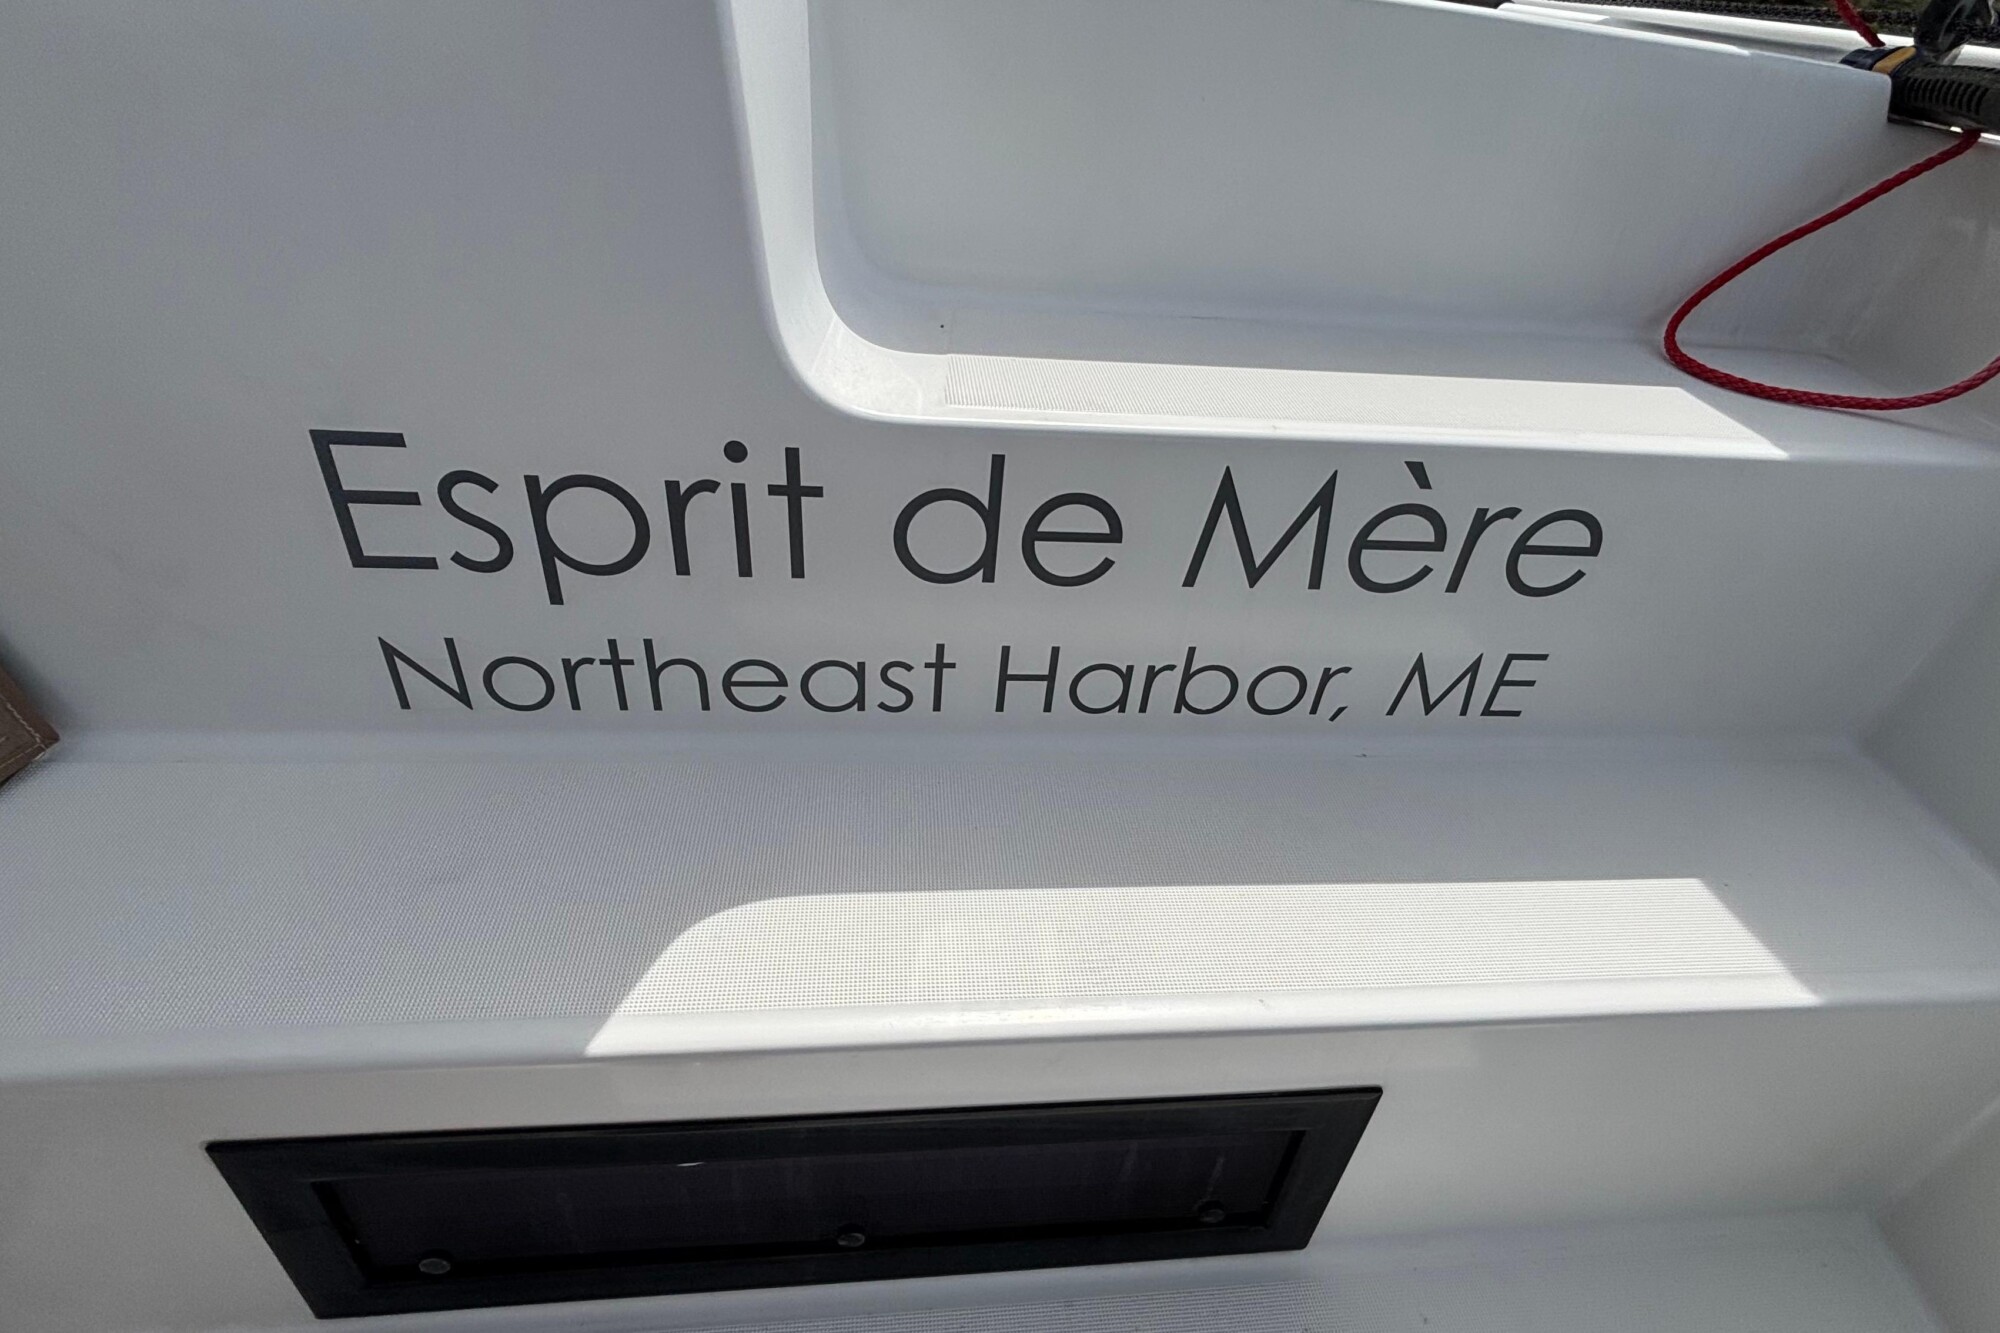 Esprit de Mère
Northeast Harbor, ME